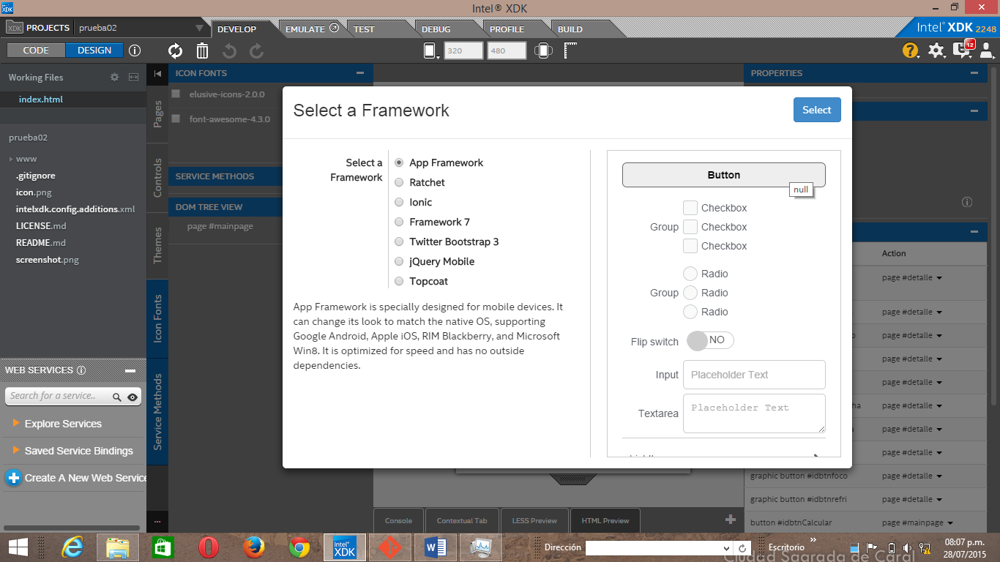 Intel® XDK
XDK PROJECTS prueba02
DEVELOP EMULATE TEST DEBUG PROFILE BUILD
Intel® XDK 2248
CODE DESIGN
320 480
12
Working Files
index.html
prueba02
www
.gitignore
icon.png
intelxdk.config.additions.xml
LICENSE.md
README.md
screenshot.png
WEB SERVICES
Search for a service..
Explore Services
Saved Service Bindings
Create A New Web Service
Pages
Controls
Themes
Icon Fonts
Service Methods
...
ICON FONTS
elusive-icons-2.0.0
font-awesome-4.3.0
SERVICE METHODS
DOM TREE VIEW
page #mainpage
Select a Framework
Select
Select a
Framework
App Framework
Ratchet
Ionic
Framework 7
Twitter Bootstrap 3
jQuery Mobile
Topcoat
App Framework is specially designed for mobile devices. It
can change its look to match the native OS, supporting
Google Android, Apple iOS, RIM Blackberry, and Microsoft
Win8. It is optimized for speed and has no outside
dependencies.
Button
null
Group
Checkbox
Checkbox
Checkbox
Group
Radio
Radio
Radio
Flip switch NO
Input Placeholder Text
Textarea Placeholder Text
PROPERTIES
Action
page #detalle
page #detalle
page #detalle
page #detalle
page #detalle
page #detalle
page #detalle
page #detalle
graphic button #idbtnfoco page #detalle
graphic button #idbtnrefri page #detalle
button #idbtnCalcular page #mainpage
Console Contextual Tab LESS Preview HTML Preview
Intel® XDK
Dirección
Escritorio
08:07 p.m.
28/07/2015
Ciudad Sagrada de Caral